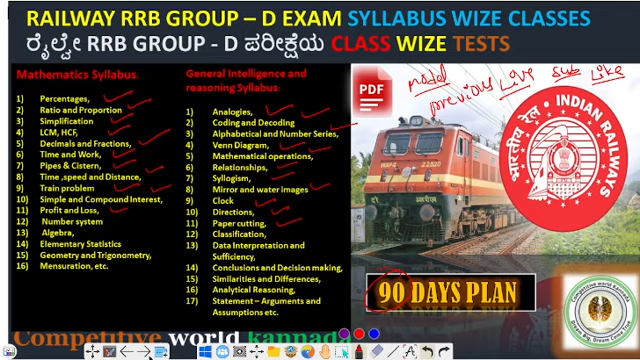 RAILWAY RRB GROUP – D EXAM SYLLABUS WIZE CLASSES
ರೈಲ್ವೇ RRB GROUP - D ಪರೀಕ್ಷೆಯ CLASS WIZE TESTS
Mathematics Syllabus:
1) Percentages,
2) Ratio and Proportion
3) Simplification
4) LCM, HCF,
5) Decimals and Fractions,
6) Time and Work,
7) Pipes & Cistern,
8) Time ,speed and Distance,
9) Train problem
10) Simple and Compound Interest,
11) Profit and Loss,
12) Number system
13) Algebra,
14) Elementary Statistics
15) Geometry and Trigonometry,
16) Mensuration, etc.
General Intelligence and
reasoning Syllabus:
1) Analogies,
2) Coding and Decoding
3) Alphabetical and Number Series,
4) Venn Diagram,
5) Mathematical operations,
6) Relationships,
7) Syllogism,
8) Mirror and water images
9) Clock
10) Directions,
11) Paper cutting,
12) Classification,
13) Data Interpretation and
Sufficiency,
14) Conclusions and Decision making,
15) Similarities and Differences,
16) Analytical Reasoning,
17) Statement – Arguments and
Assumptions etc.
model Live Sub Like
previous
PDF
भारतीय रेल INDIAN RAILWAYS
WAP4 22820
90 DAYS PLAN
Competitive world kannada
Competitive world Kannada